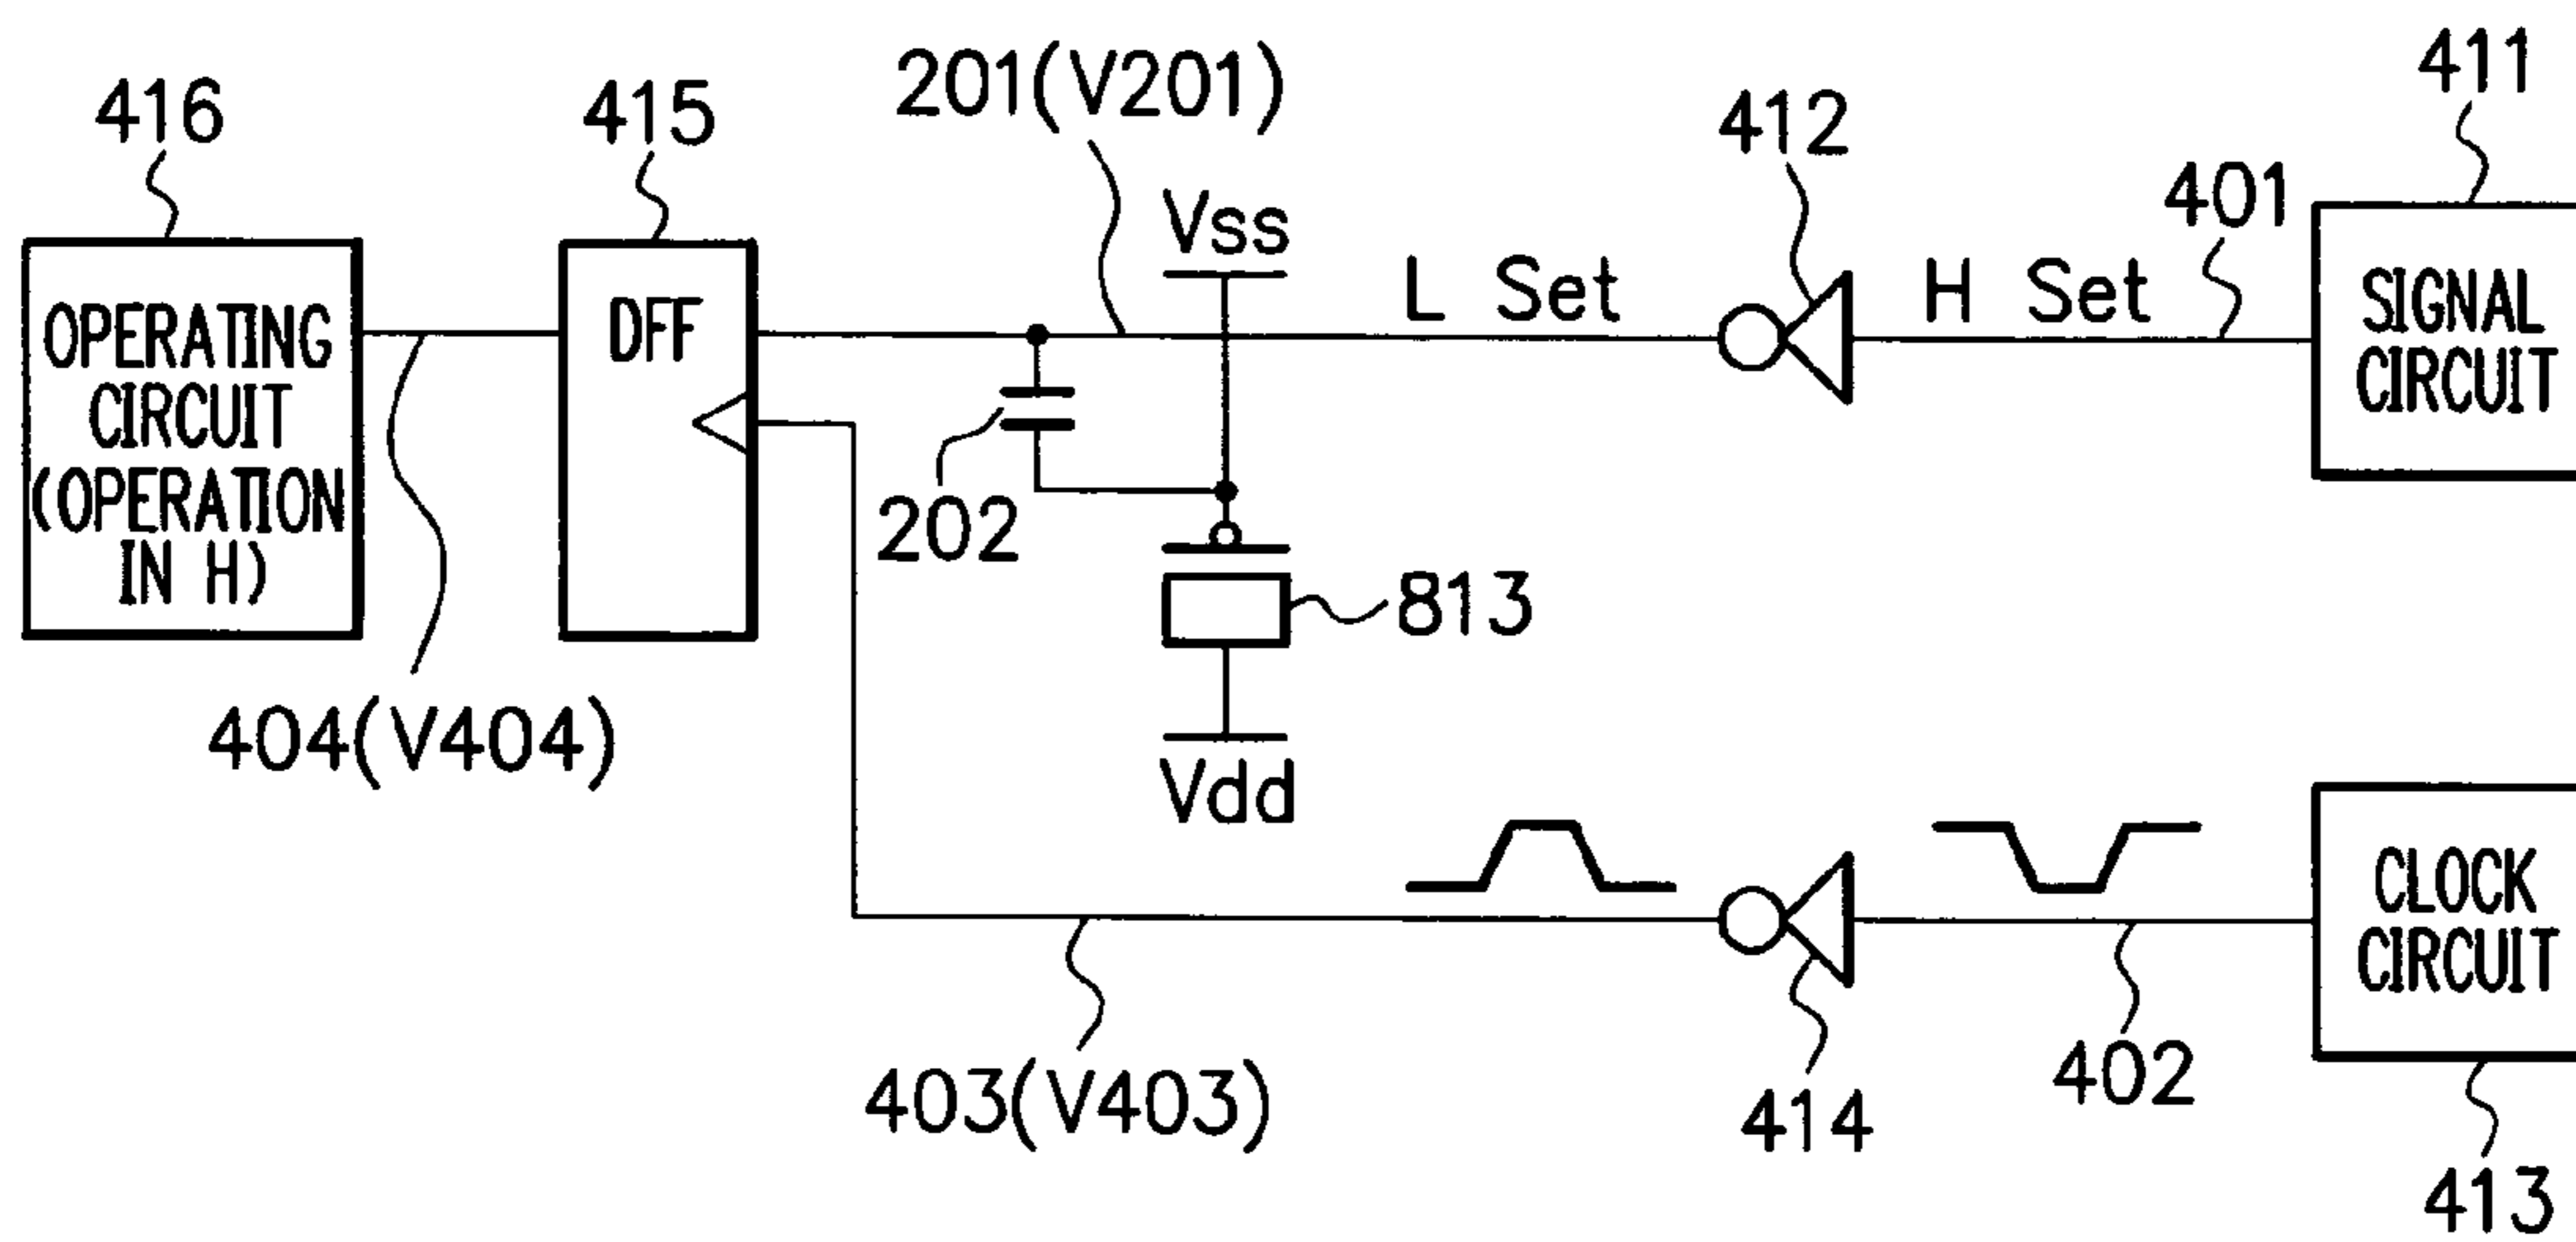 416
415
201(V201)
412
411
401
Vss
L Set
H Set
OPERATING
CIRCUIT
(OPERATION
IN H)
DFF
SIGNAL
CIRCUIT
202
813
404(V404)
Vdd
CLOCK
CIRCUIT
403(V403)
414
402
413